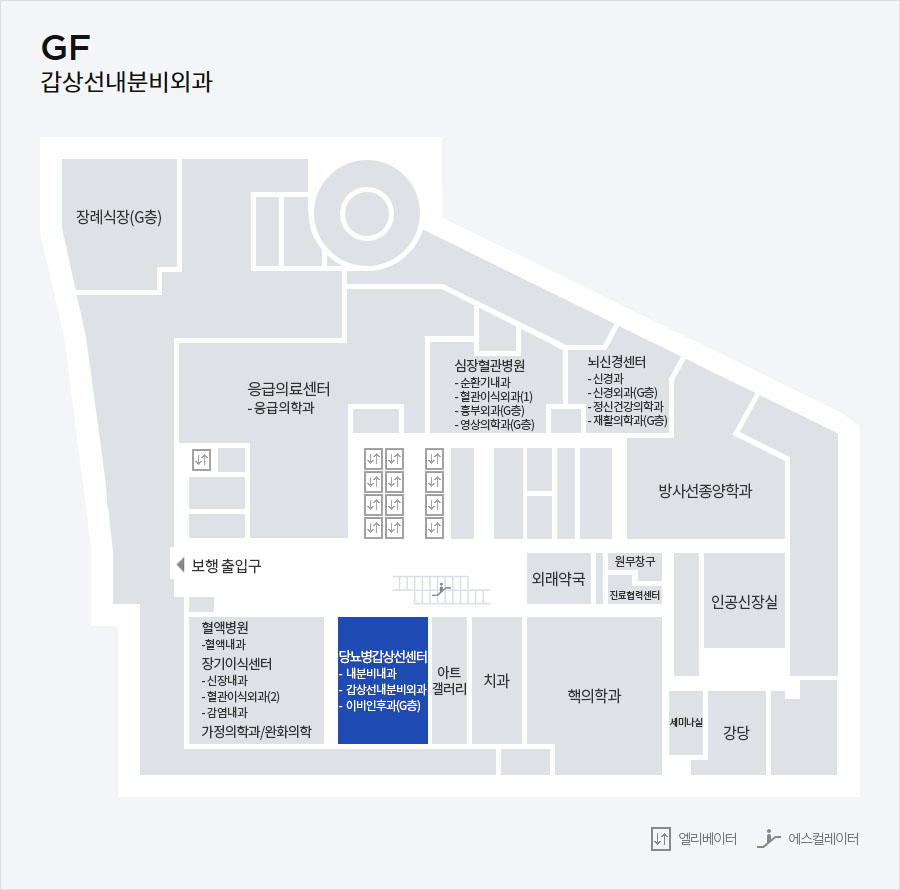 GF
갑상선내분비외과
장례식장(G층)
응급의료센터
- 응급의학과
심장혈관병원
- 순환기내과
- 혈관이식외과(1)
- 흉부외과(G층)
- 영상의학과(G층)
뇌신경센터
- 신경과
- 신경외과(G층)
- 정신건강의학과
- 재활의학과(G층)
방사선종양학과
보행 출입구
외래약국
원무창구
진료협력센터
인공신장실
혈액병원
-혈액내과
장기이식센터
- 신장내과
- 혈관이식외과(2)
- 감염내과
가정의학과/완화의학
당뇨병갑상선센터
- 내분비내과
- 갑상선내분비외과
- 이비인후과(G층)
아트
갤러리
치과
핵의학과
세미나실
강당
엘리베이터
에스컬레이터